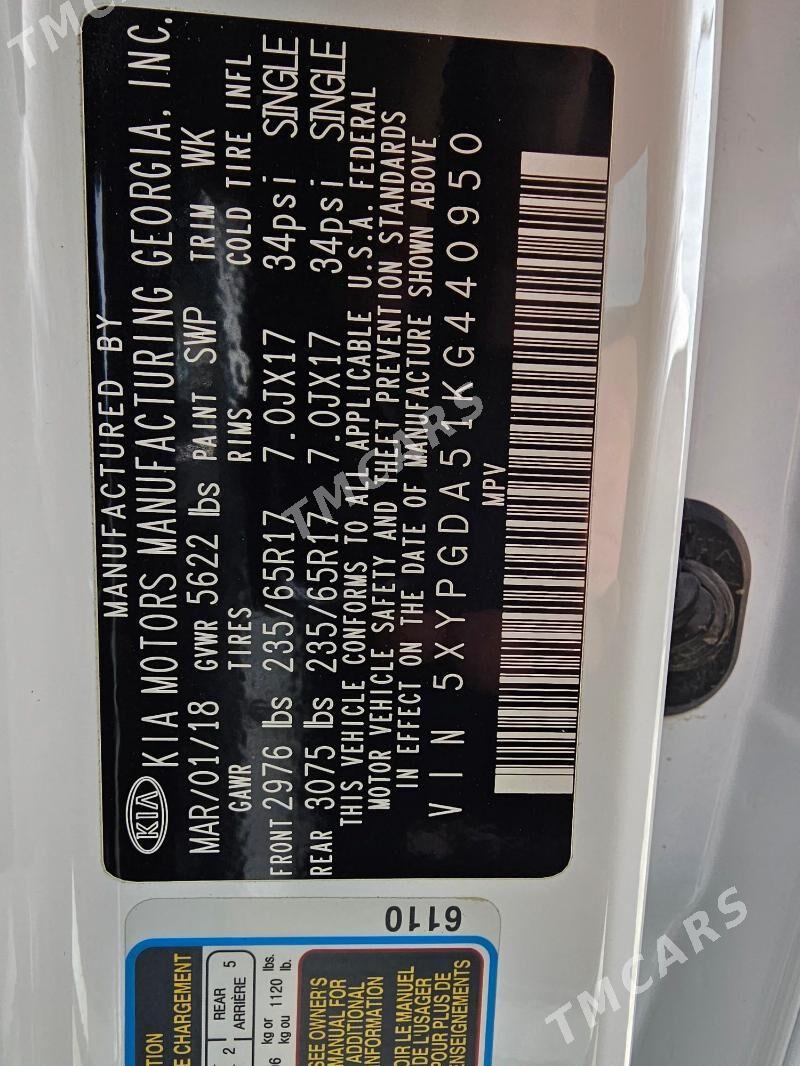 MANUFACTURED BY
KIA KIA MOTORS MANUFACTURING GEORGIA, INC.
MAR/01/18 GVWR 5622 lbs PAINT SWP TRIM WK
GAWR TIRES RIMS COLD TIRE INFL
FRONT 2976 lbs 235/65R17 7.0JX17 34psi SINGLE
REAR 3075 lbs 235/65R17 7.0JX17 34psi SINGLE
THIS VEHICLE CONFORMS TO ALL APPLICABLE U.S.A. FEDERAL
MOTOR VEHICLE SAFETY AND THEFT PREVENTION STANDARDS
IN EFFECT ON THE DATE OF MANUFACTURE SHOWN ABOVE
VIN 5XYPGDA51KG440950
MPV
6110
E CHARGEMENT
2 REAR 5
ARRIÈRE
kg or 1120 lbs.
kg ou 1120 lb.
SEE OWNER'S
MANUAL FOR
ADDITIONAL
INFORMATION
VOIR LE MANUEL
DE L'USAGER
POUR PLUS DE
RENSEIGNEMENTS
TMCARS
TMCARS
TMCARS